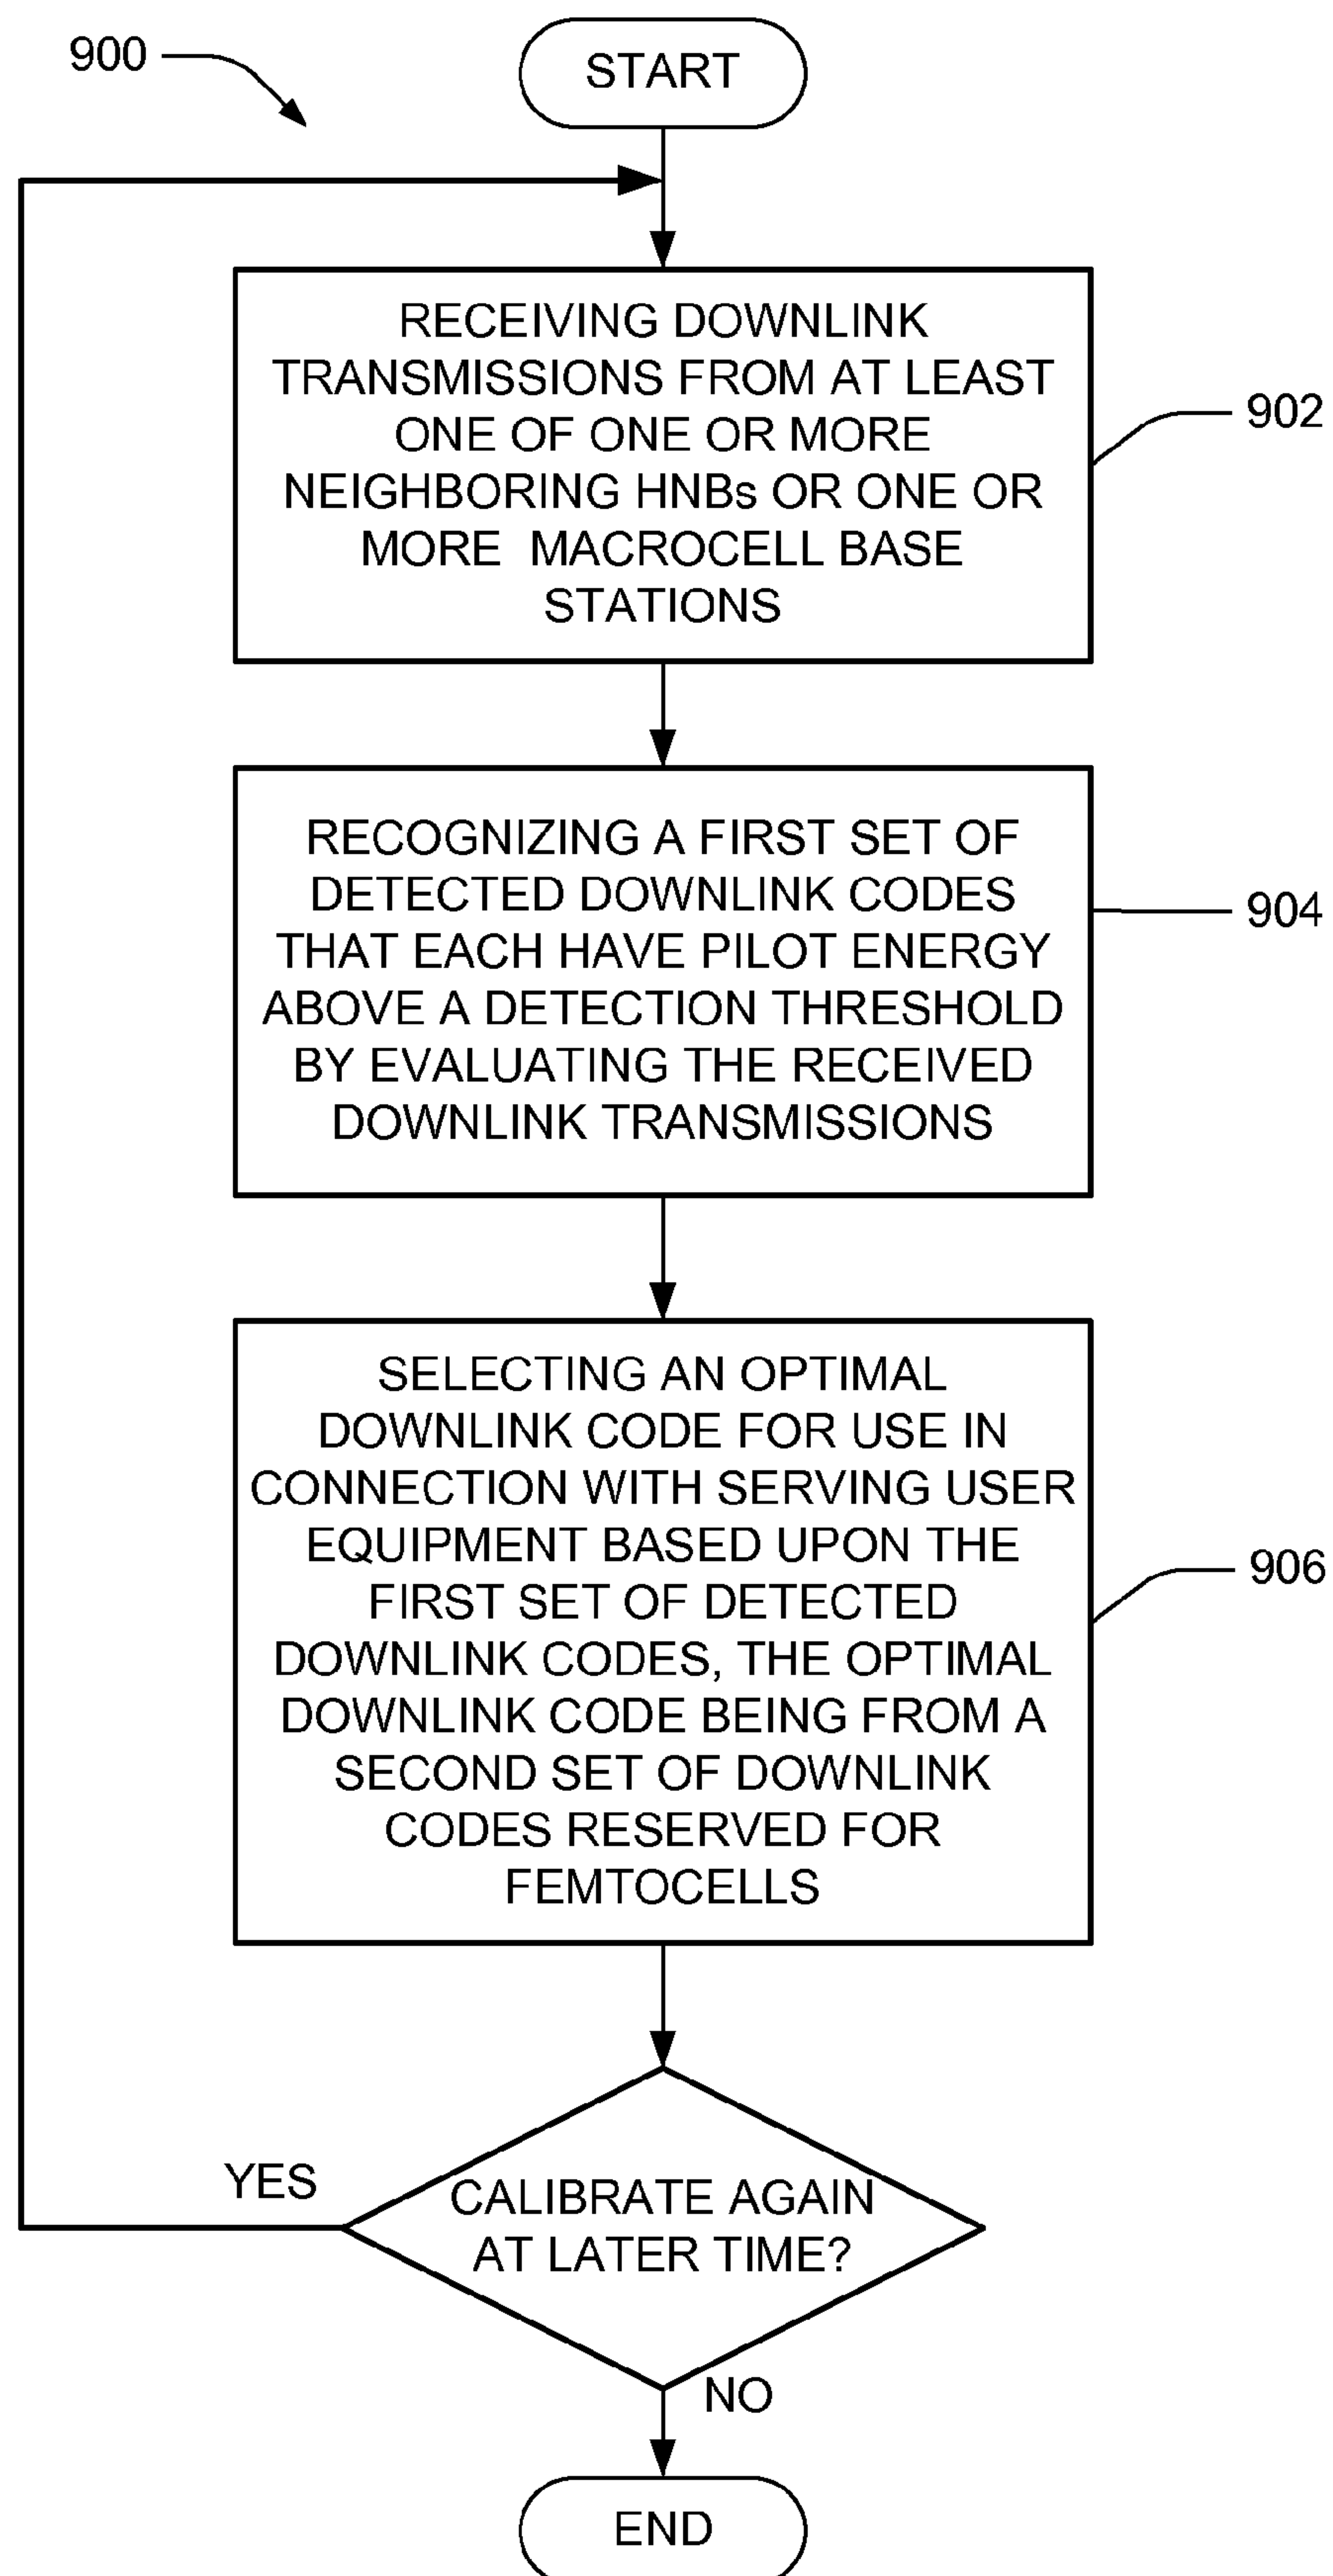 900
START
RECEIVING DOWNLINK
TRANSMISSIONS FROM AT LEAST
ONE OF ONE OR MORE
NEIGHBORING HNBs OR ONE OR
MORE MACROCELL BASE
STATIONS
902
RECOGNIZING A FIRST SET OF
DETECTED DOWNLINK CODES
THAT EACH HAVE PILOT ENERGY
ABOVE A DETECTION THRESHOLD
BY EVALUATING THE RECEIVED
DOWNLINK TRANSMISSIONS
904
SELECTING AN OPTIMAL
DOWNLINK CODE FOR USE IN
CONNECTION WITH SERVING USER
EQUIPMENT BASED UPON THE
FIRST SET OF DETECTED
DOWNLINK CODES, THE OPTIMAL
DOWNLINK CODE BEING FROM A
SECOND SET OF DOWNLINK
CODES RESERVED FOR
FEMTOCELLS
906
YES
CALIBRATE AGAIN
AT LATER TIME?
NO
END